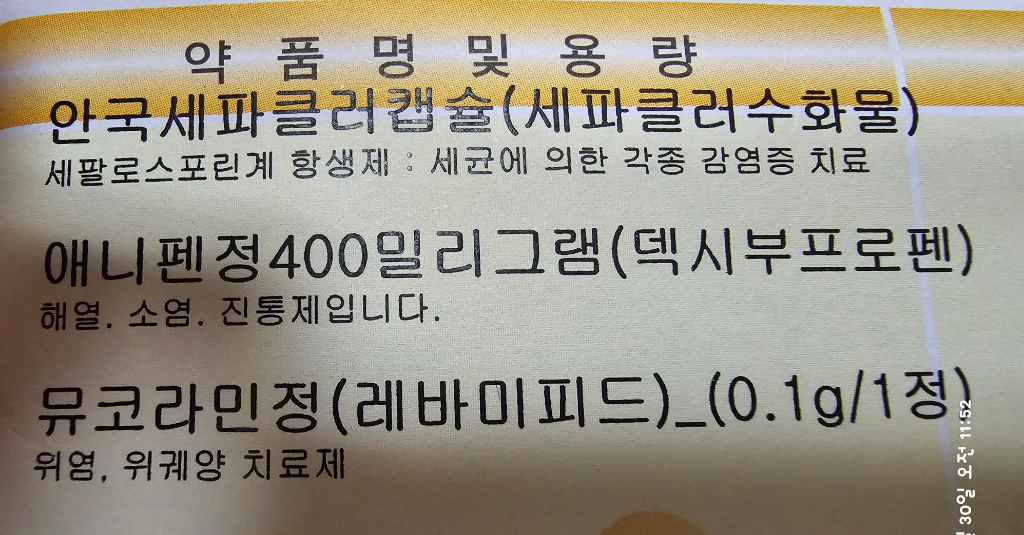 약 품 명 및 용 량
안국세파클러캡슐(세파클러수화물)
세팔로스포린계 항생제 : 세균에 의한 각종 감염증 치료
애니펜정400밀리그램(덱시부프로펜)
해열. 소염. 진통제입니다.
뮤코라민정(레바미피드)_(0.1g/1정)
위염, 위궤양 치료제
30일 오전 11:52